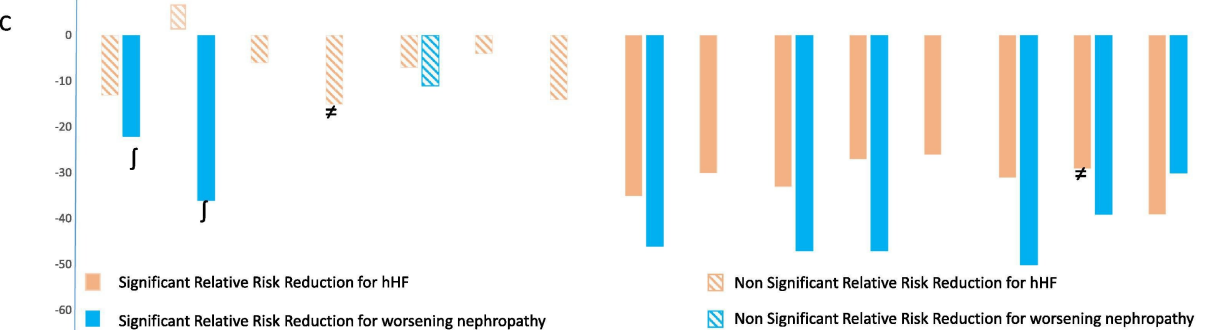 C
0
-10
≠
-20
∫
-30
≠
∫
-40
-50
Significant Relative Risk Reduction for hHF
Non Significant Relative Risk Reduction for hHF
-60
Significant Relative Risk Reduction for worsening nephropathy
Non Significant Relative Risk Reduction for worsening nephropathy